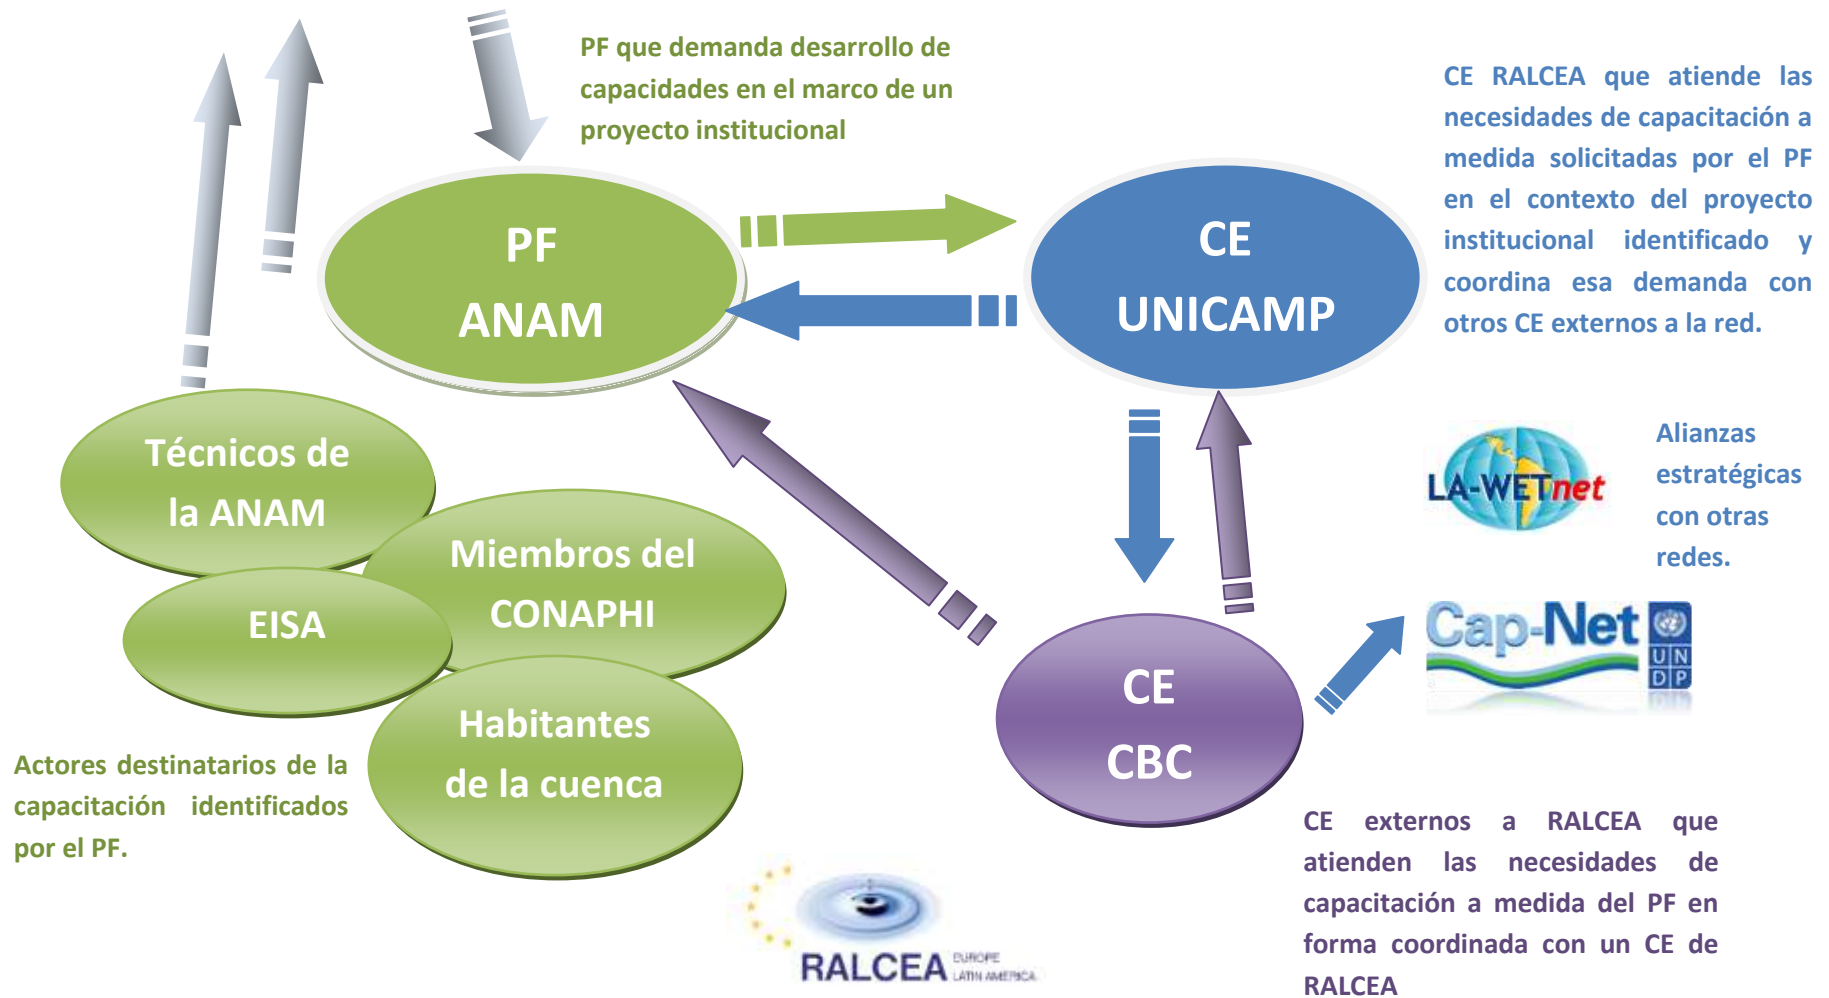 PF que demanda desarrollo de
capacidades en el marco de un
proyecto institucional
CE RALCEA que atiende las
necesidades de capacitación a
medida solicitadas por el PF
en el contexto del proyecto
institucional identificado y
coordina esa demanda con
otros CE externos a la red.
PF
ANAM
CE
UNICAMP
Técnicos de
la ANAM
Miembros del
CONAPHI
EISA
Habitantes
de la cuenca
LA-WETnet
Alianzas
estratégicas
con otras
redes.
Cap-Net
UN
DP
CE
CBC
Actores destinatarios de la
capacitación identificados
por el PF.
CE externos a RALCEA que
atienden las necesidades de
capacitación a medida del PF en
forma coordinada con un CE de
RALCEA
RALCEA
EUROPE
LATIN AMERICA